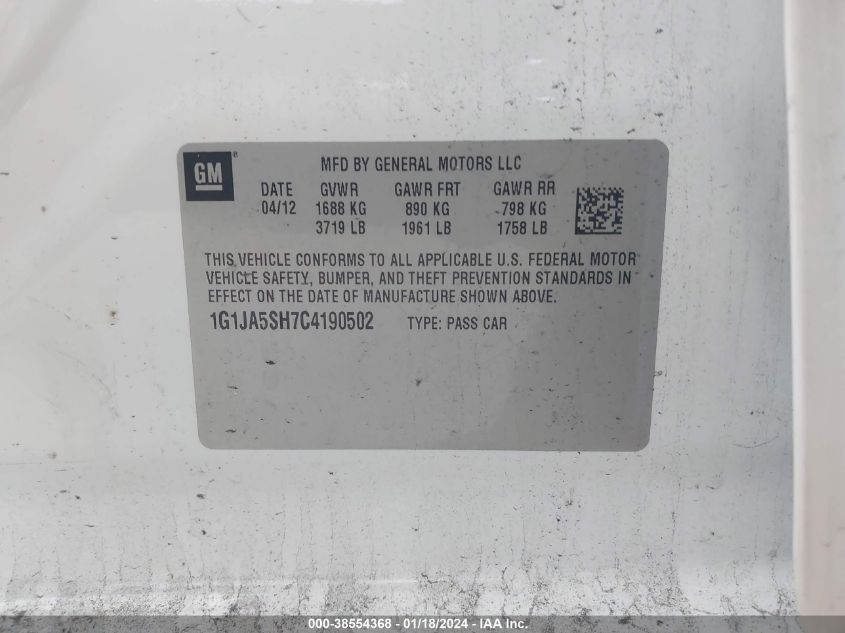 GM®
MFD BY GENERAL MOTORS LLC
DATE GVWR GAWR FRT GAWR RR
04/12 1688 KG 890 KG 798 KG
3719 LB 1961 LB 1758 LB
THIS VEHICLE CONFORMS TO ALL APPLICABLE U.S. FEDERAL MOTOR
VEHICLE SAFETY, BUMPER, AND THEFT PREVENTION STANDARDS IN
EFFECT ON THE DATE OF MANUFACTURE SHOWN ABOVE.
1G1JA5SH7C4190502 TYPE: PASS CAR
000-38554368 - 01/18/2024 - IAA Inc.